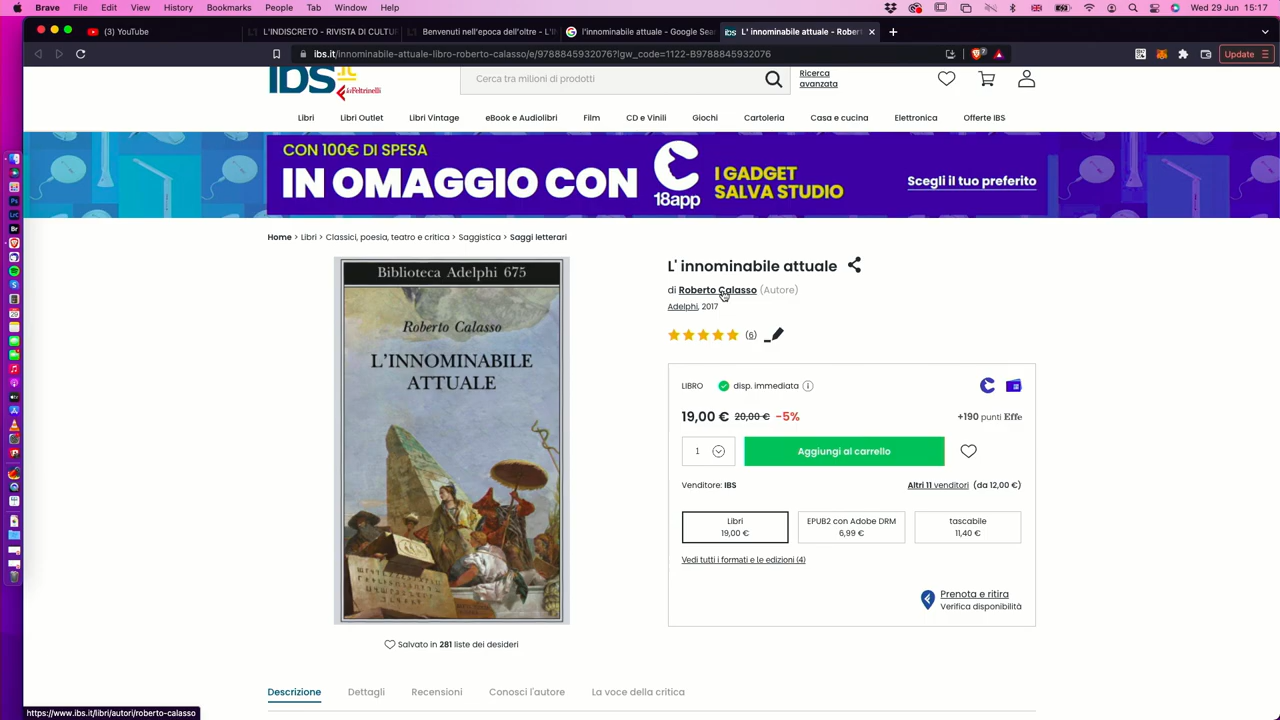 File Edit View History Bookmarks People Tab Window Help
Wed 29 giu 15:17
(3) YouTube
L'INDISCRETO - RIVISTA DI CULTU
Benvenuti nell'epoca dell'oltre - L'I
l'innominabile attuale - Google Sea
L' innominabile attuale - Rober
ibs.it/innominabile-attuale-libro-roberto-calasso/e/9788845932076?lgw_code=1122-B9788845932076
Update
IBS.it
laFeltrinelli
Cerca tra milioni di prodotti
Ricerca
avanzata
Libri Libri Outlet Libri Vintage eBook e Audiolibri Film CD e Vinili Giochi Cartoleria Casa e cucina Elettronica Offerte IBS
CON 100€ DI SPESA
IN OMAGGIO CON
18app
I GADGET
SALVA STUDIO
Scegli il tuo preferito
Home > Libri > Classici, poesia, teatro e critica > Saggistica > Saggi letterari
Biblioteca Adelphi 675
Roberto Calasso
L'INNOMINABILE
ATTUALE
Salvato in 281 liste dei desideri
L' innominabile attuale
di Roberto Calasso (Autore)
Adelphi, 2017
(6)
LIBRO disp. immediata
19,00 € 20,00 € -5%
+190 punti Effe
1
Aggiungi al carrello
Venditore: IBS
Altri 11 venditori (da 12,00 €)
Libri
19,00 €
EPUB2 con Adobe DRM
6,99 €
tascabile
11,40 €
Vedi tutti i formati e le edizioni (4)
Prenota e ritira
Verifica disponibilità
Descrizione Dettagli Recensioni Conosci l'autore La voce della critica
https://www.ibs.it/libri/autori/roberto-calasso